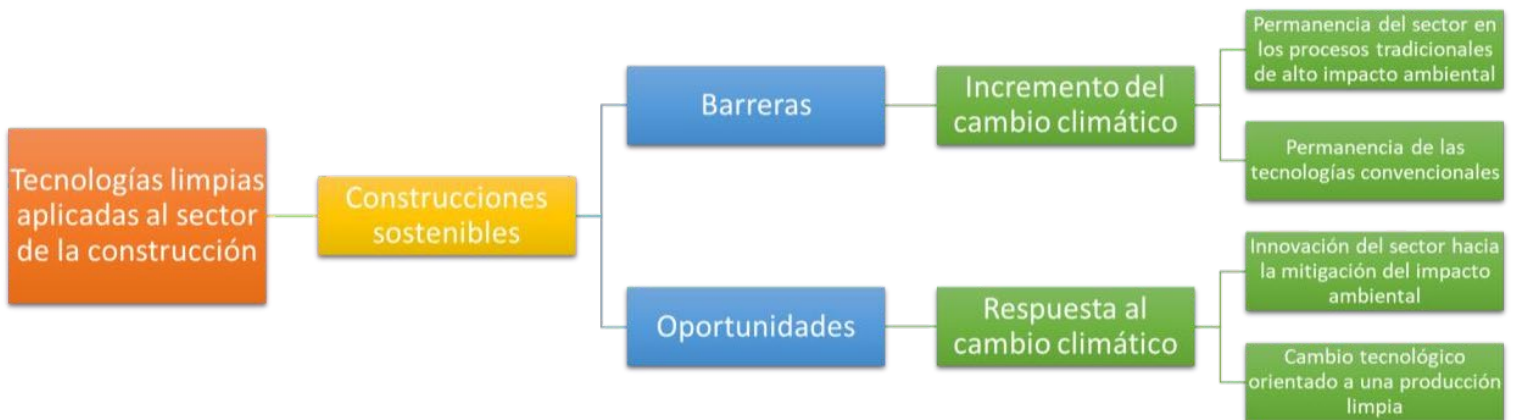 Tecnologías limpias
aplicadas al sector
de la construcción
Construcciones
sostenibles
Barreras
Incremento del
cambio climático
Permanencia del sector en
los procesos tradicionales
de alto impacto ambiental
Permanencia de las
tecnologías convencionales
Oportunidades
Respuesta al
cambio climático
Innovación del sector hacia
la mitigación del impacto
ambiental
Cambio tecnológico
orientado a una producción
limpia